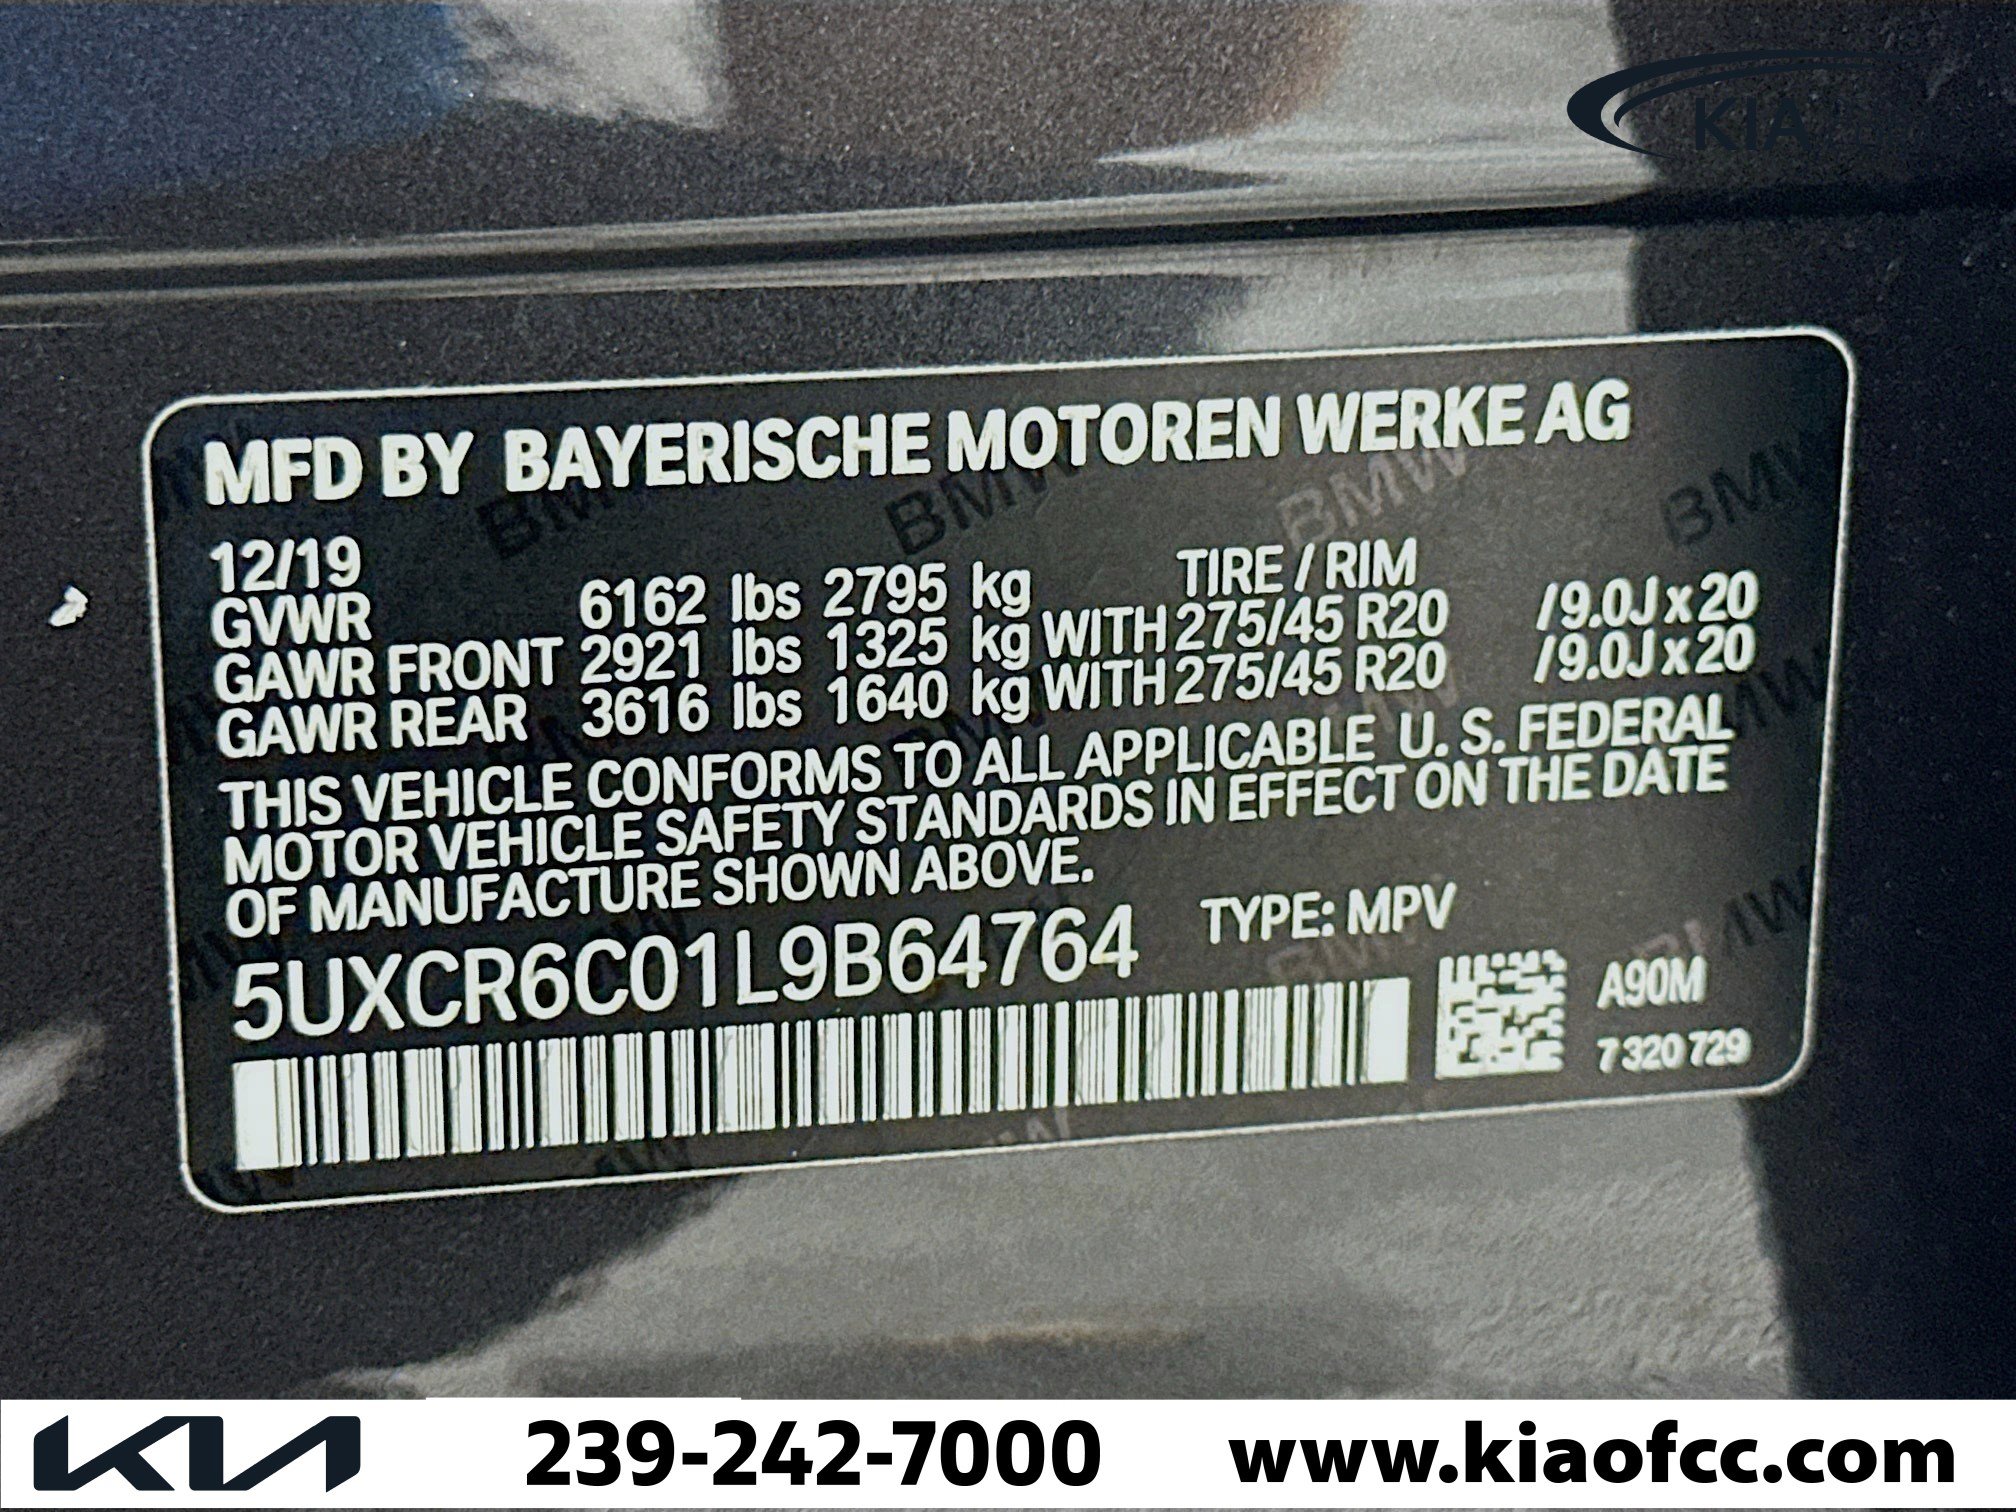 KIA
MFD BY BAYERISCHE MOTOREN WERKE AG
12/19 TIRE / RIM
GVWR 6162 lbs 2795 kg
GAWR FRONT 2921 lbs 1325 kg WITH 275/45 R20 /9.0J x 20
GAWR REAR 3616 lbs 1640 kg WITH 275/45 R20 /9.0J x 20
THIS VEHICLE CONFORMS TO ALL APPLICABLE U. S. FEDERAL
MOTOR VEHICLE SAFETY STANDARDS IN EFFECT ON THE DATE
OF MANUFACTURE SHOWN ABOVE.
5UXCR6C01L9B64764 TYPE: MPV
A90M
7 320 729
KIA 239-242-7000 www.kiaofcc.com